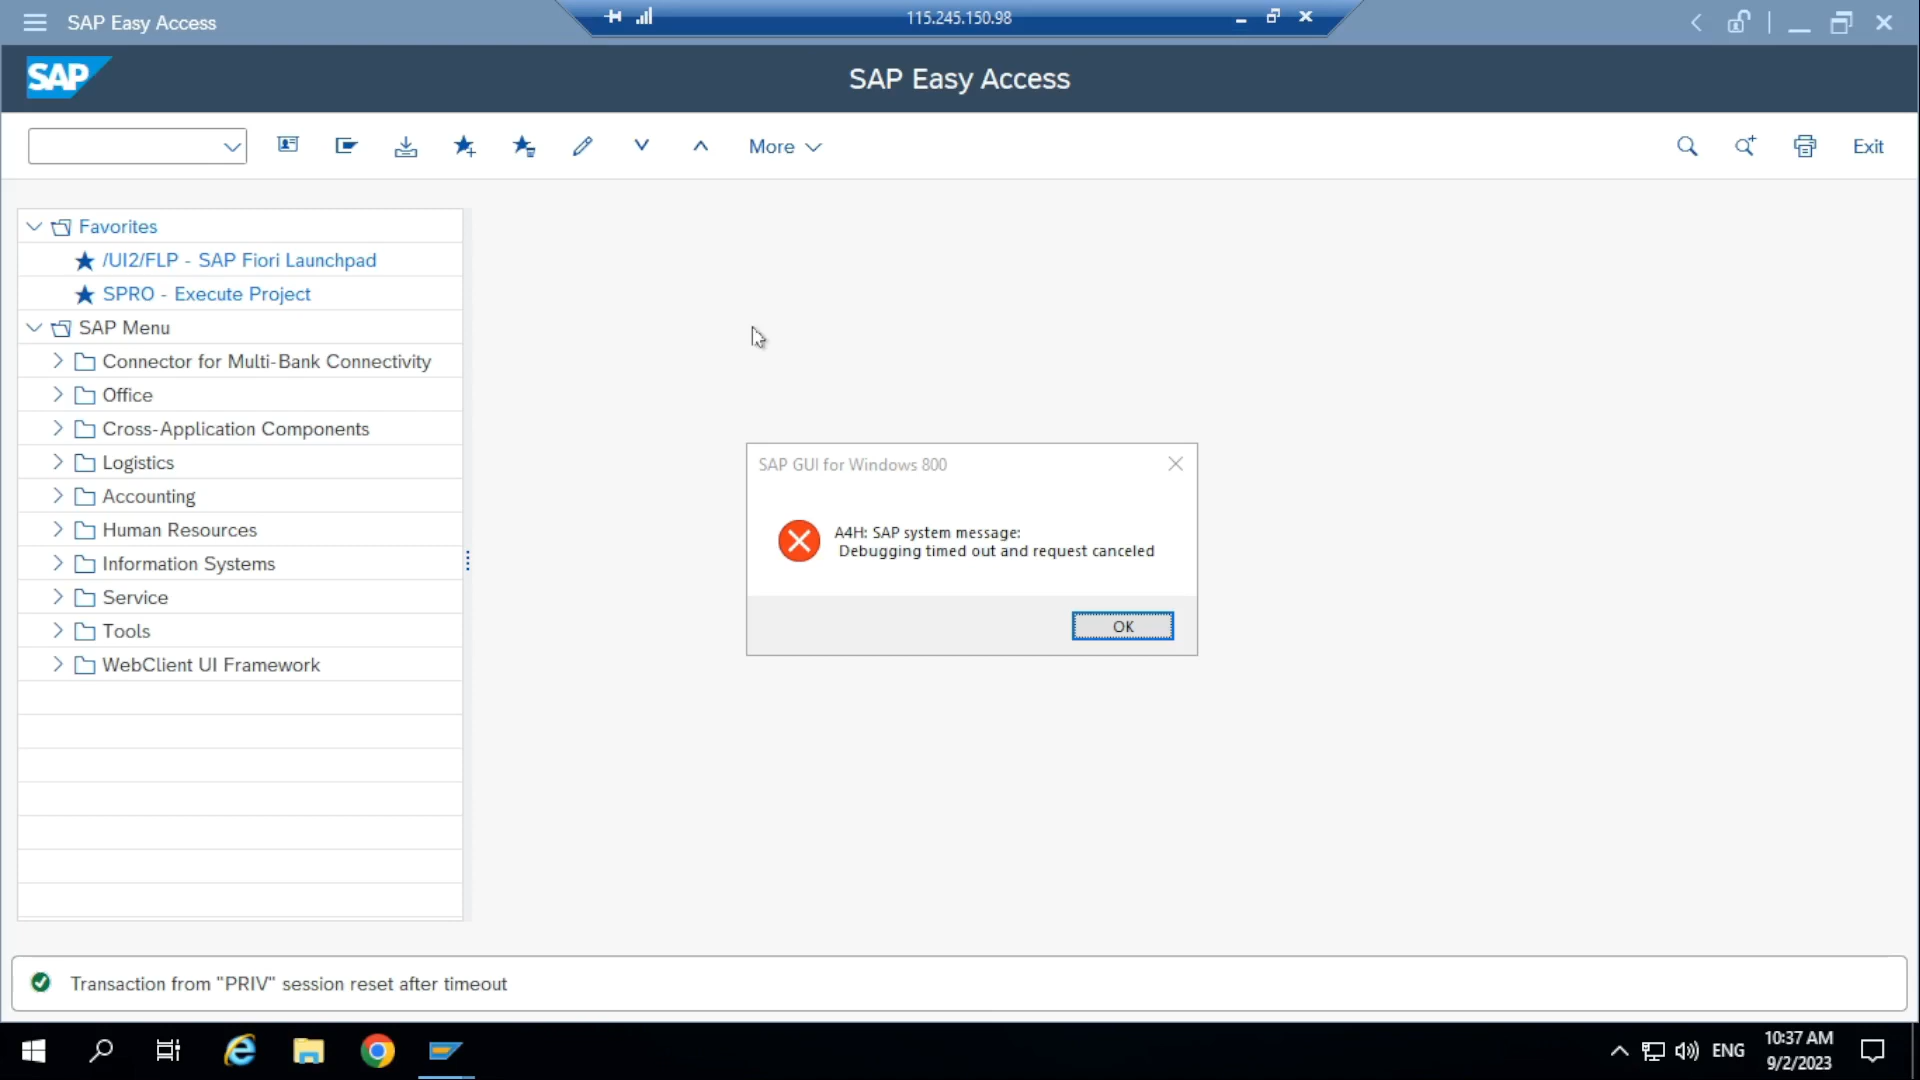 SAP Easy Access
115.245.150.98
SAP
SAP Easy Access
More
Exit
Favorites
/UI2/FLP - SAP Fiori Launchpad
SPRO - Execute Project
SAP Menu
Connector for Multi-Bank Connectivity
Office
Cross-Application Components
Logistics
Accounting
Human Resources
Information Systems
Service
Tools
WebClient UI Framework
SAP GUI for Windows 800
A4H: SAP system message:
Debugging timed out and request canceled
OK
Transaction from "PRIV" session reset after timeout
ENG
10:37 AM
9/2/2023